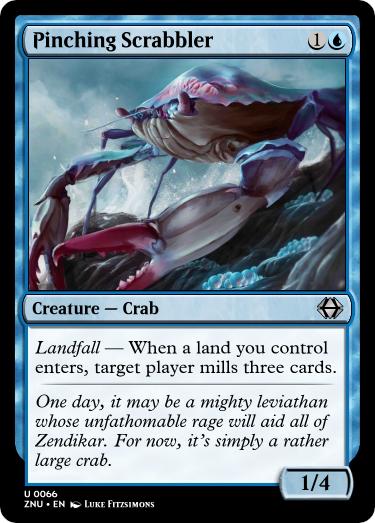 Pinching Scrabbler 1
Creature — Crab
Landfall — When a land you control
enters, target player mills three cards.
One day, it may be a mighty leviathan
whose unfathomable rage will aid all of
Zendikar. For now, it's simply a rather
large crab.
1/4
U 0066
ZNU • EN Luke Fitzsimons